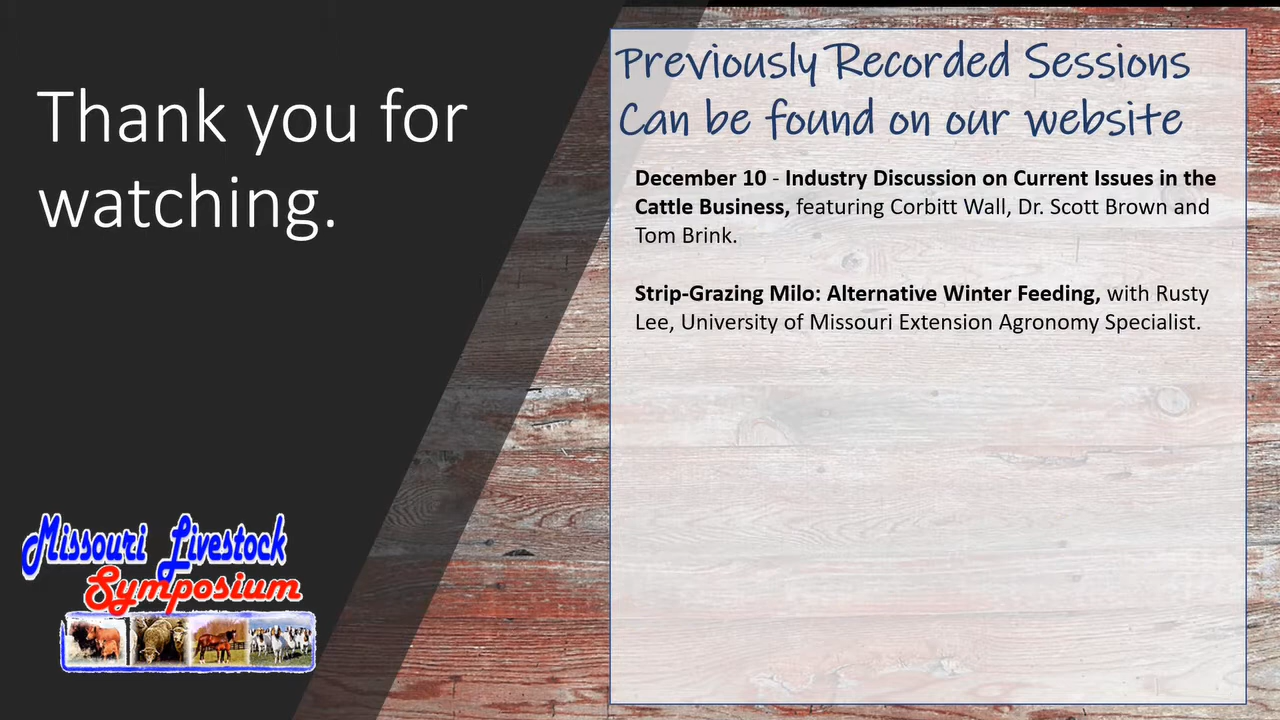 Thank you for
watching.
Missouri Livestock
Symposium
Previously Recorded Sessions
Can be found on our website
December 10 - Industry Discussion on Current Issues in the
Cattle Business, featuring Corbitt Wall, Dr. Scott Brown and
Tom Brink.
Strip-Grazing Milo: Alternative Winter Feeding, with Rusty
Lee, University of Missouri Extension Agronomy Specialist.